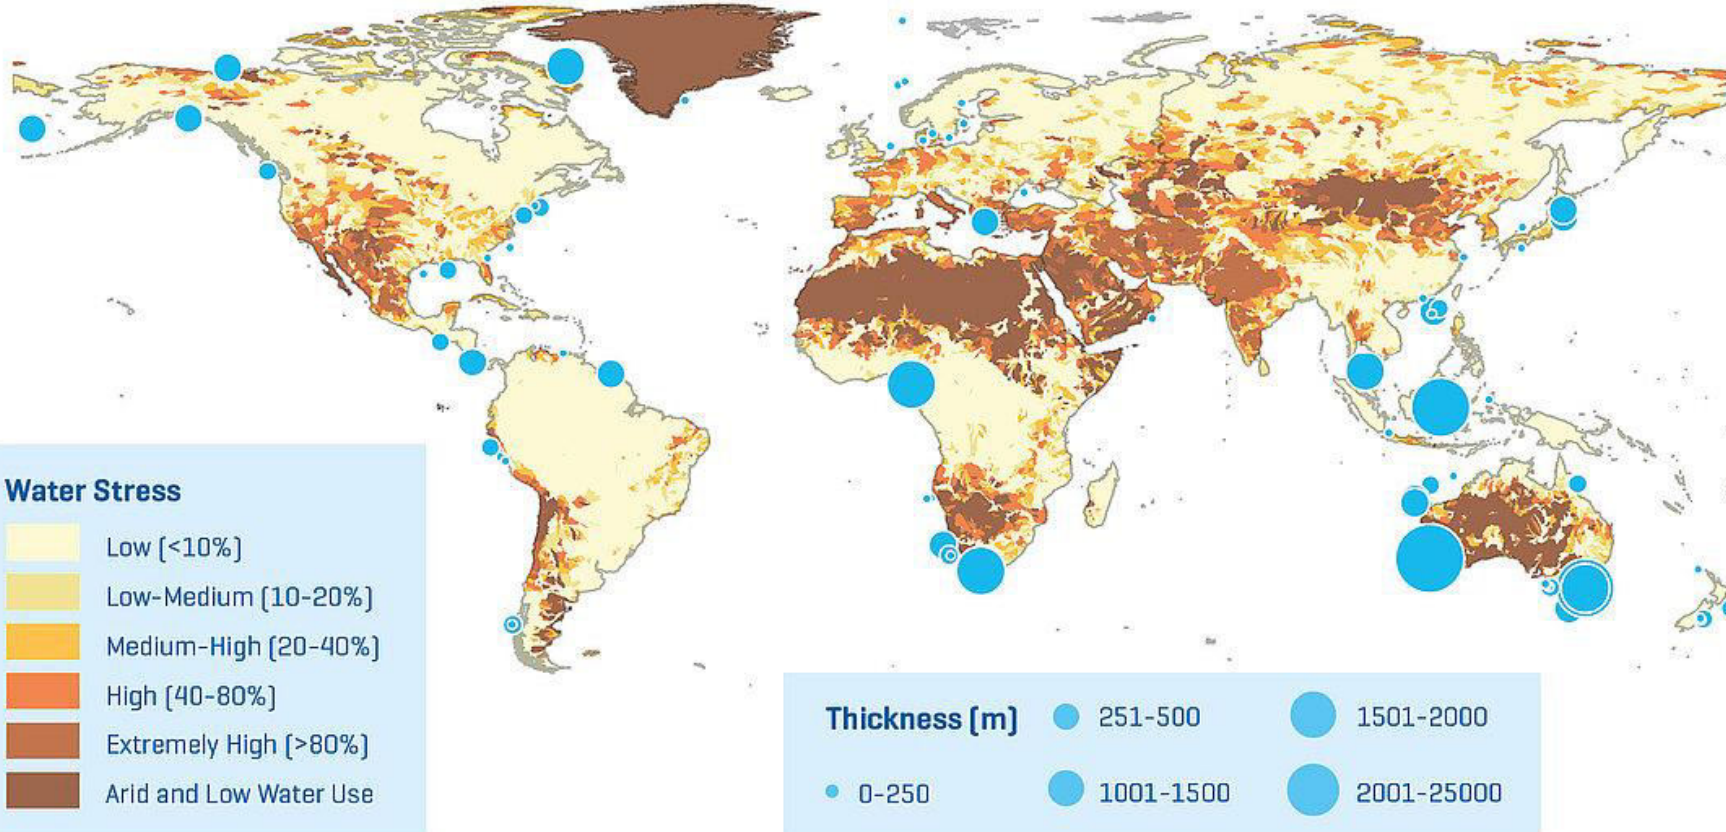 Water Stress
Low (<10%)
Low-Medium (10-20%)
Medium-High (20-40%)
High (40-80%)
Extremely High (>80%)
Arid and Low Water Use
Thickness (m)
0-250
251-500
1001-1500
1501-2000
2001-25000